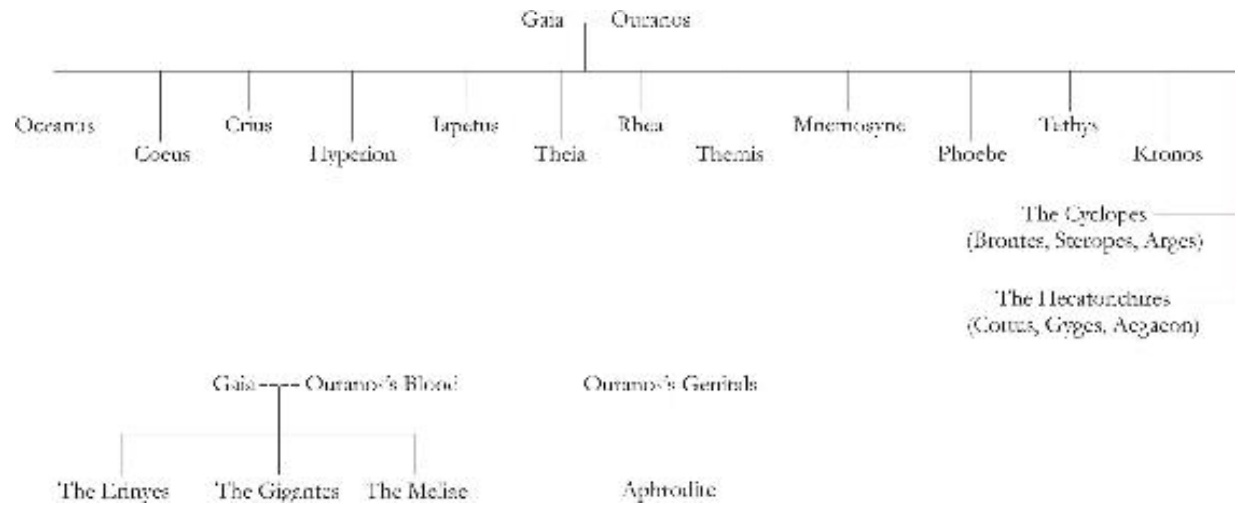 Gaia Ouranos
Oceanus Crius Iapetus Rhea Mnemosyne Tethys
Coeus Hyperion Theia Themis Phoebe Kronos
The Cyclopes
(Brontes, Steropes, Arges)
The Hecatonchires
(Cottus, Gyges, Aegaeon)
Gaia Ouranos's Blood Ouranos's Genitals
The Erinyes The Gigantes The Meliae Aphrodite